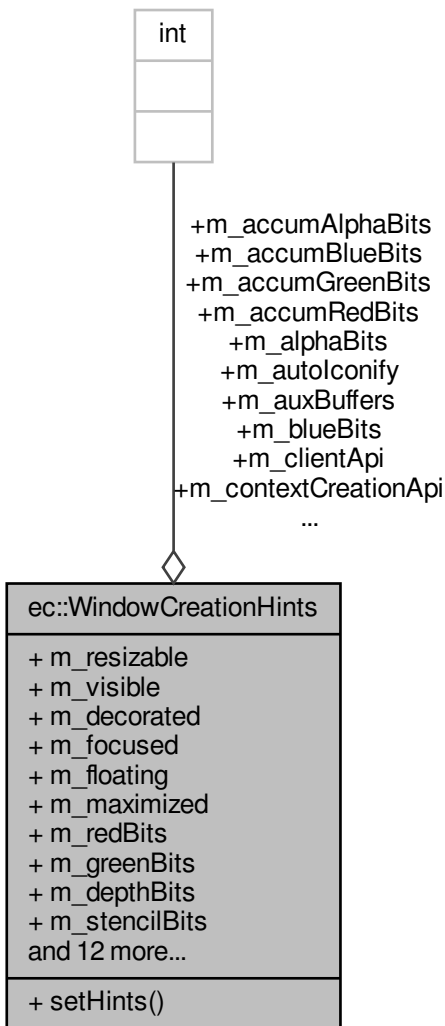 int
+m_accumAlphaBits
+m_accumBlueBits
+m_accumGreenBits
+m_accumRedBits
+m_alphaBits
+m_autoIconify
+m_auxBuffers
+m_blueBits
+m_clientApi
+m_contextCreationApi
...
ec::WindowCreationHints
+ m_resizable
+ m_visible
+ m_decorated
+ m_focused
+ m_floating
+ m_maximized
+ m_redBits
+ m_greenBits
+ m_depthBits
+ m_stencilBits
and 12 more...
+ setHints()